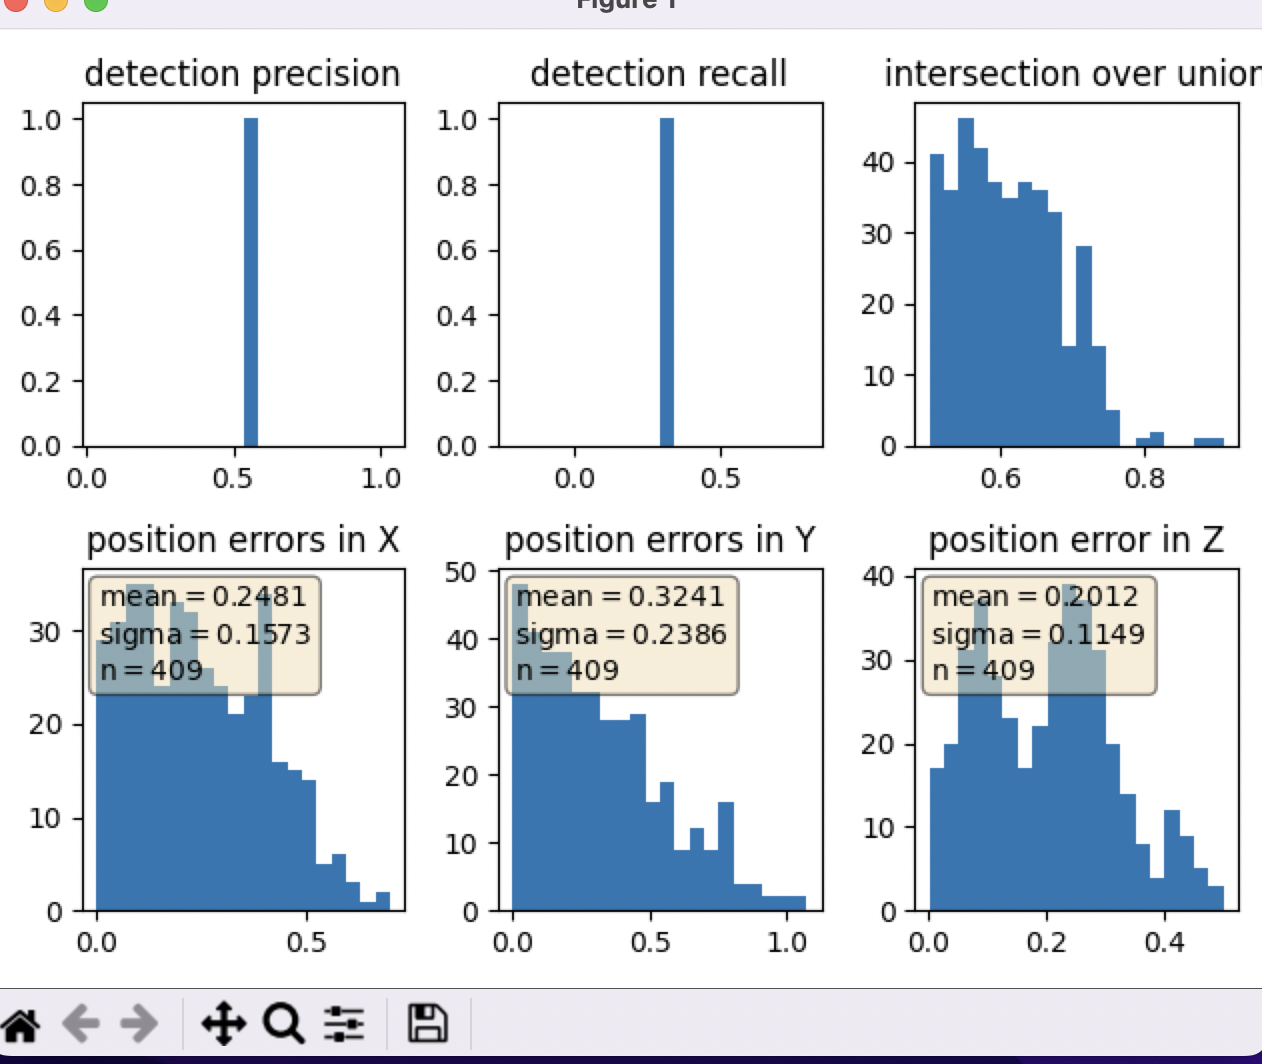 Figure 1
detection precision
detection recall
intersection over union
1.0
0.8
0.6
0.4
0.2
0.0
0.0 0.5 1.0
1.0
0.8
0.6
0.4
0.2
0.0
0.0 0.5
40
30
20
10
0
0.6 0.8
position errors in X
position errors in Y
position error in Z
mean = 0.2481
sigma = 0.1573
n = 409
30
20
10
0
0.0 0.5
mean = 0.3241
sigma = 0.2386
n = 409
50
40
30
20
10
0
0.0 0.5 1.0
mean = 0.2012
sigma = 0.1149
n = 409
40
30
20
10
0
0.0 0.2 0.4